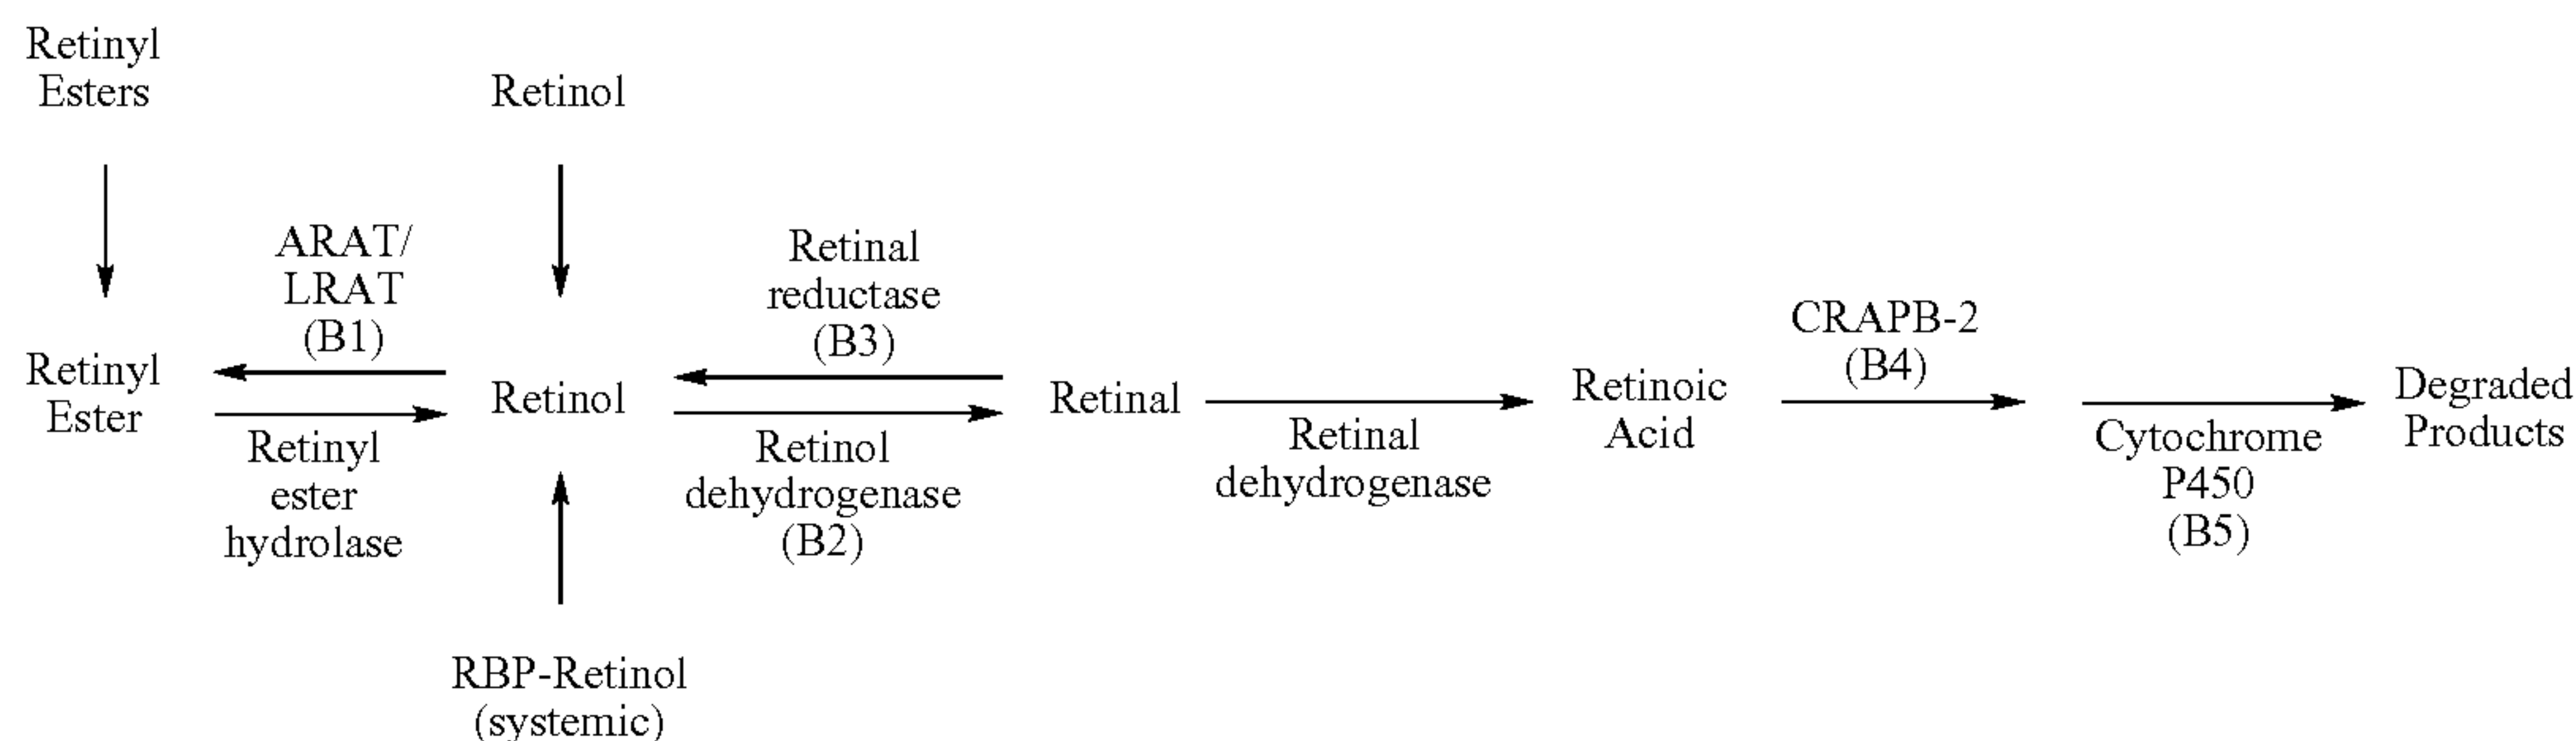 Retinyl
Esters
Retinol
ARAT/
LRAT
(B1)
Retinal
reductase
(B3)
CRAPB-2
(B4)
Retinyl
Ester
Retinol
Retinal
Retinoic
Acid
Degraded
Products
Retinyl
ester
hydrolase
Retinol
dehydrogenase
(B2)
Retinal
dehydrogenase
Cytochrome
P450
(B5)
RBP-Retinol
(systemic)